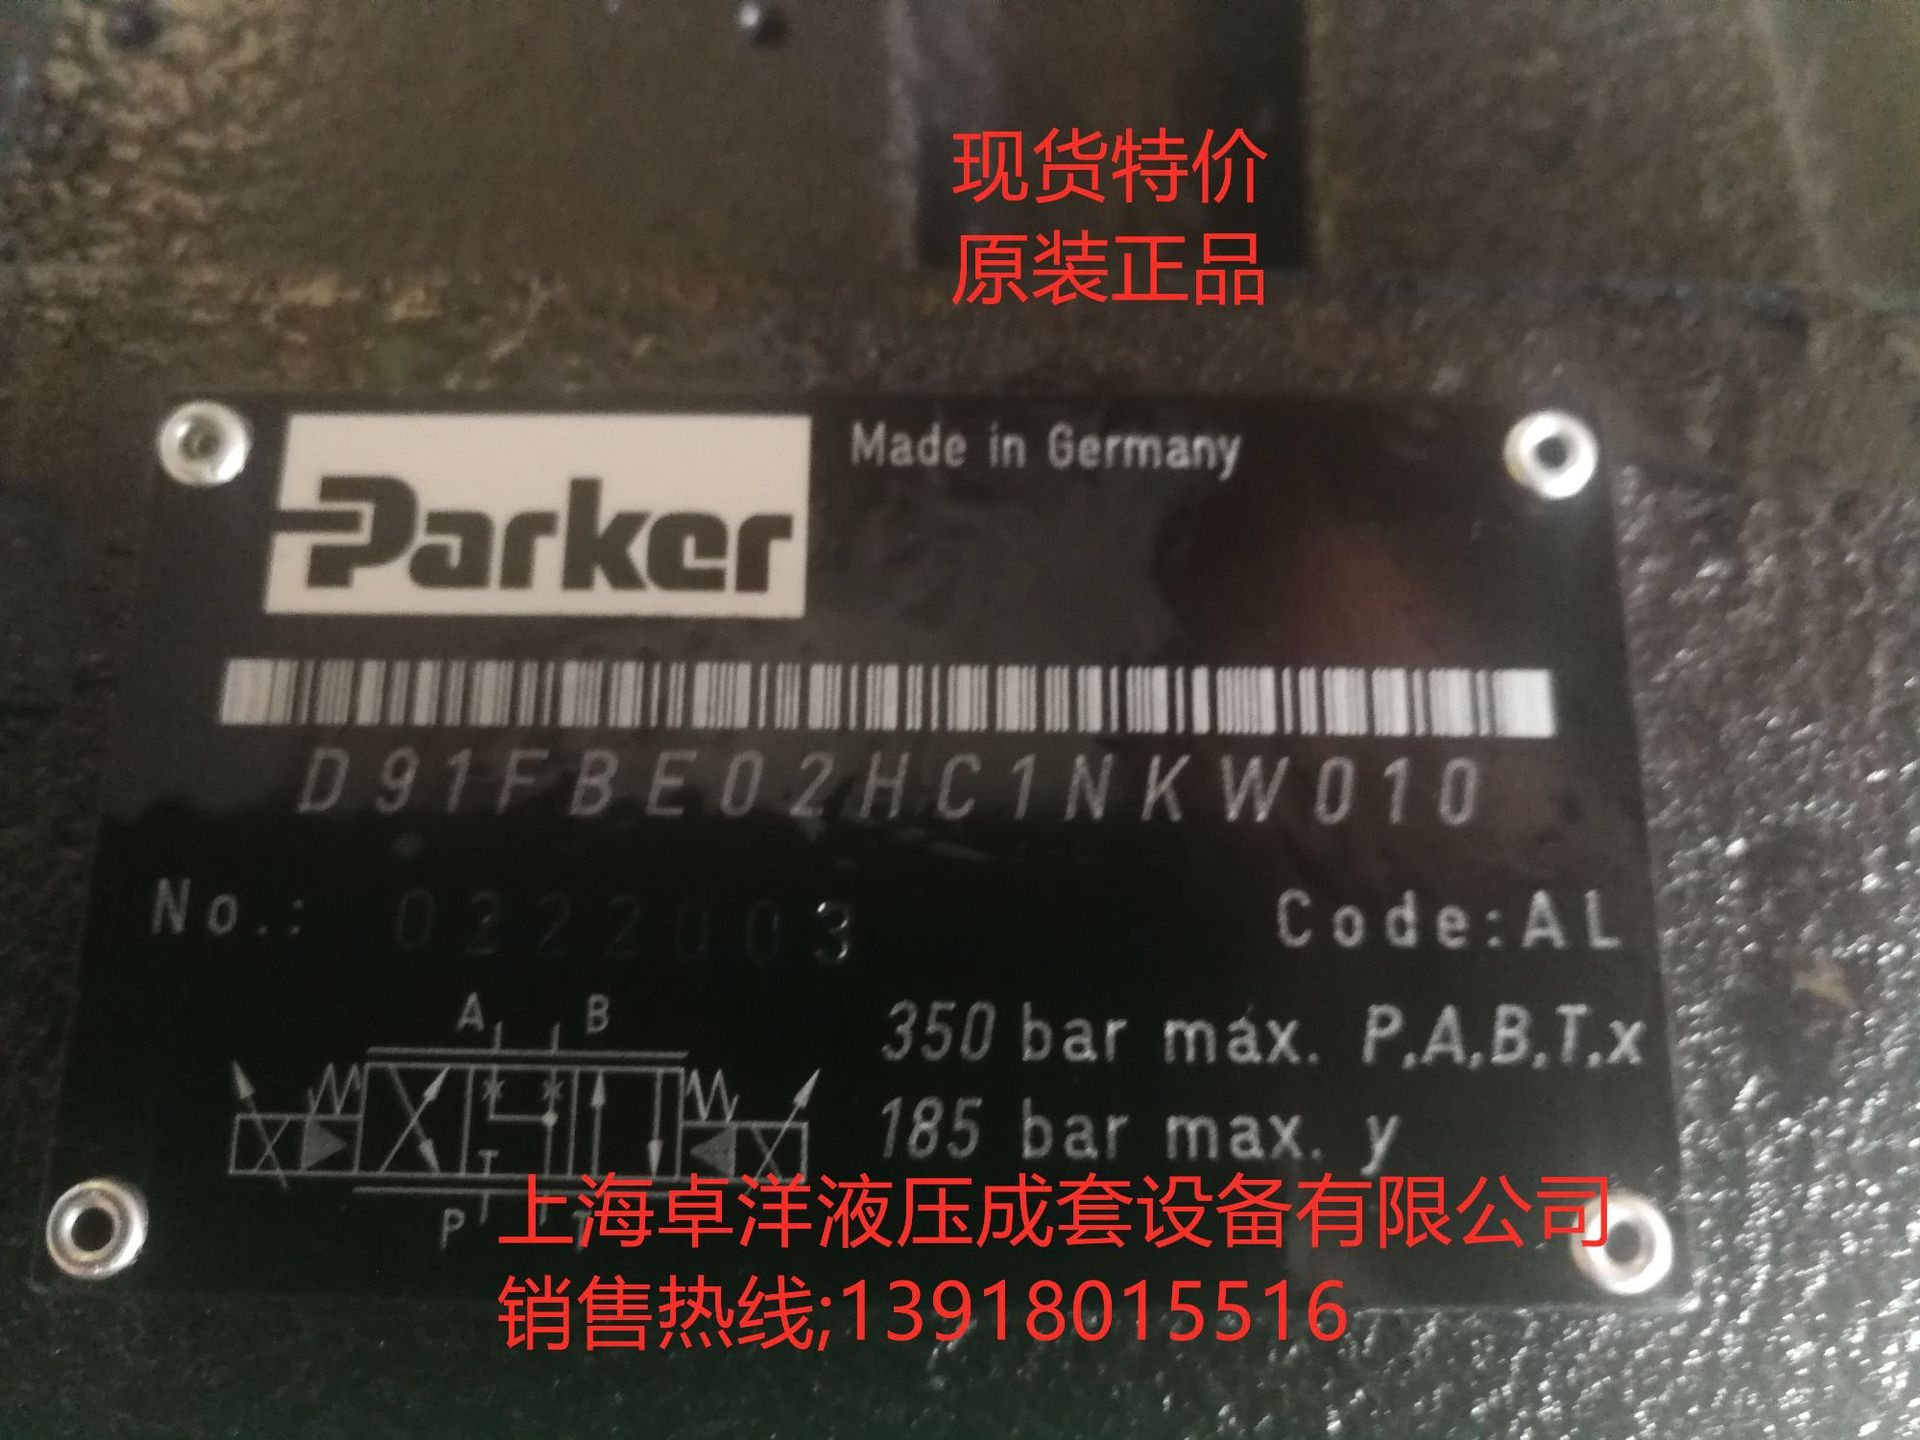 现货特价
原装正品
Parker
Made in Germany
D91FBE02HC1NKW010
No.: 0222003
Code: AL
A B
350 bar max. P,A,B,T,x
185 bar max. y
P T
上海卓洋液压成套设备有限公司
销售热线;13918015516